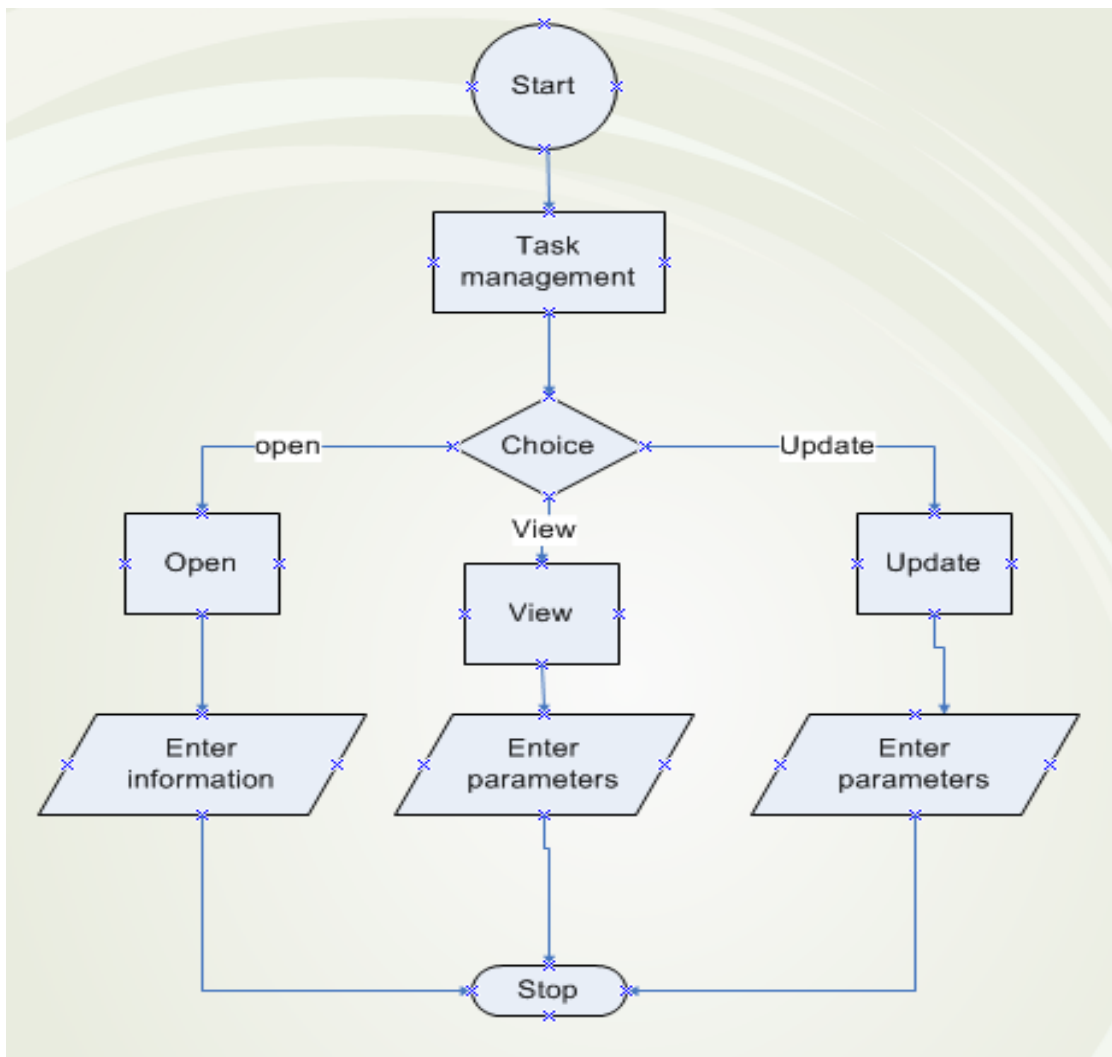 Start
Task
management
Choice
open
Update
View
Open
View
Update
Enter
information
Enter
parameters
Enter
parameters
Stop